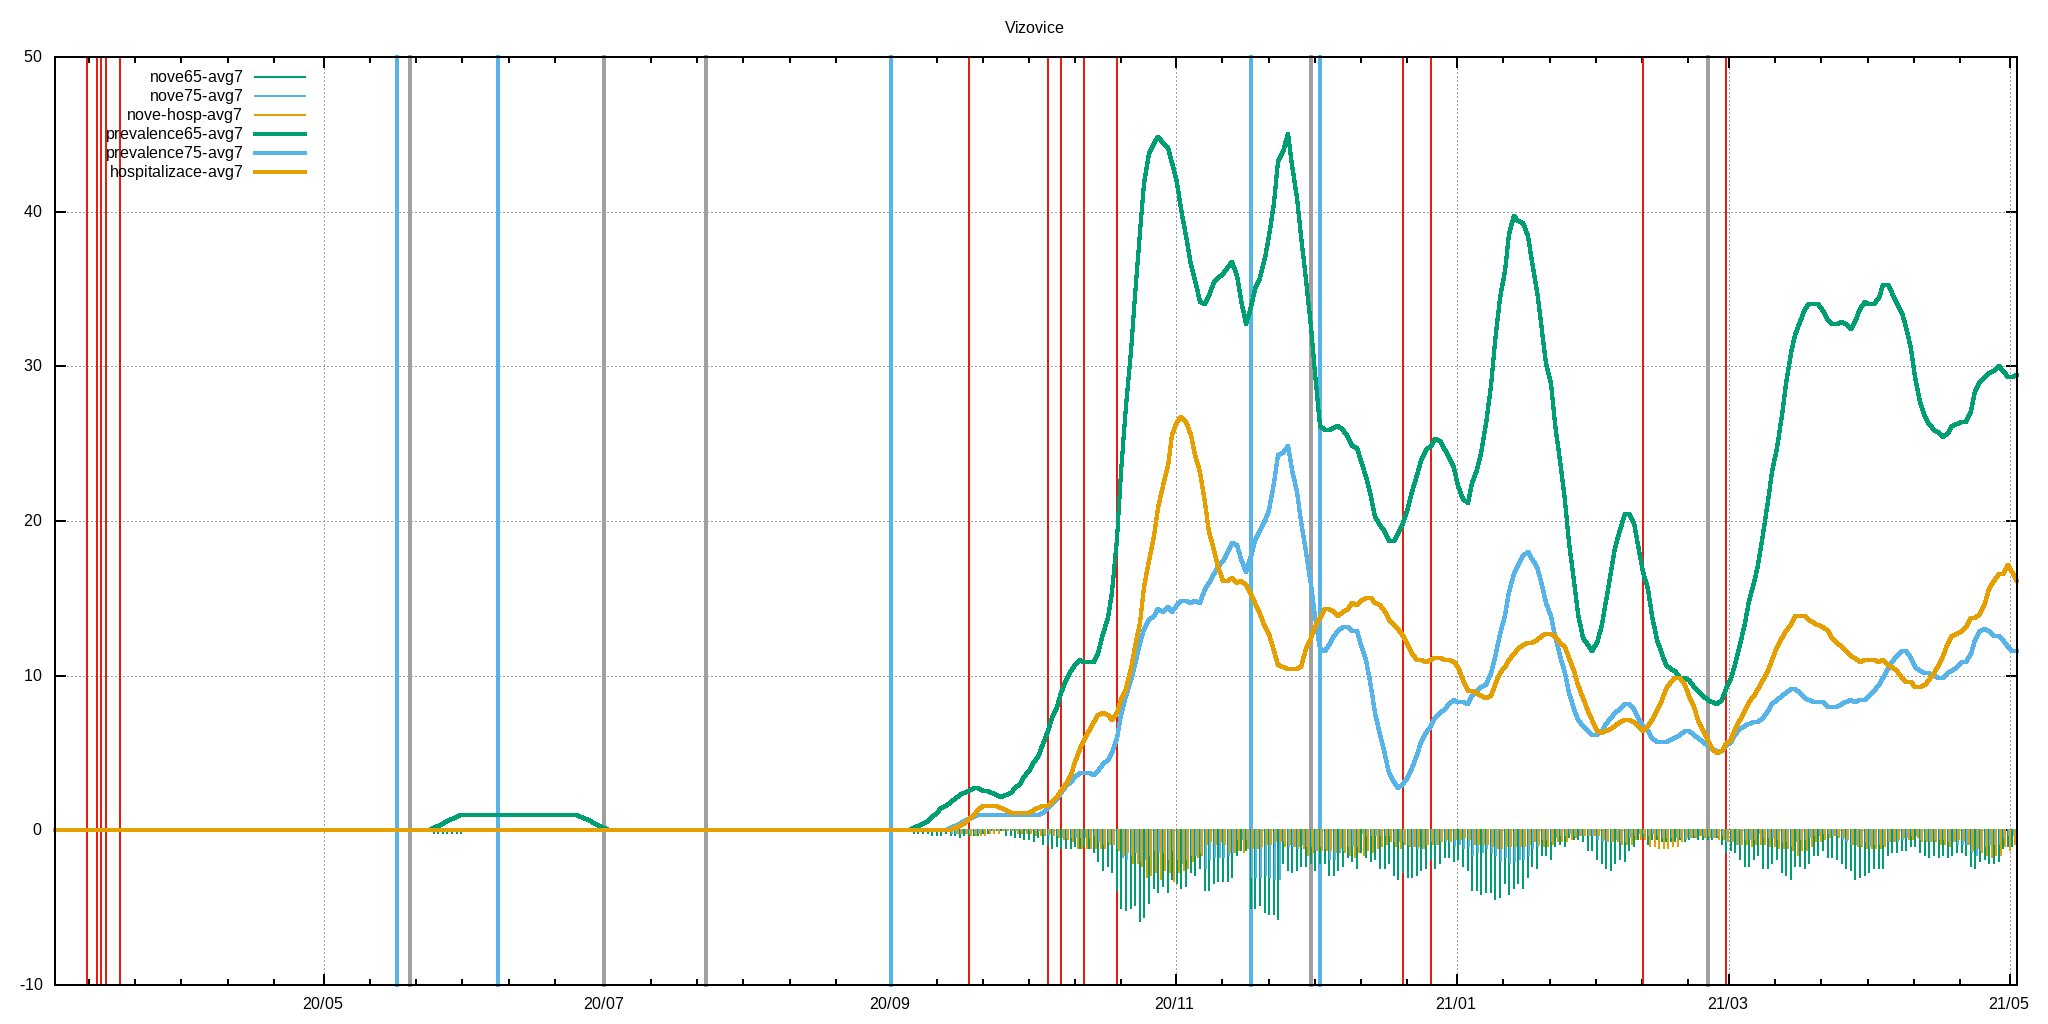 Vizovice
50
40
30
20
10
0
-10
nove65-avg7
nove75-avg7
nove-hosp-avg7
prevalence65-avg7
prevalence75-avg7
hospitalizace-avg7
20/05 20/07 20/09 20/11 21/01 21/03 21/05